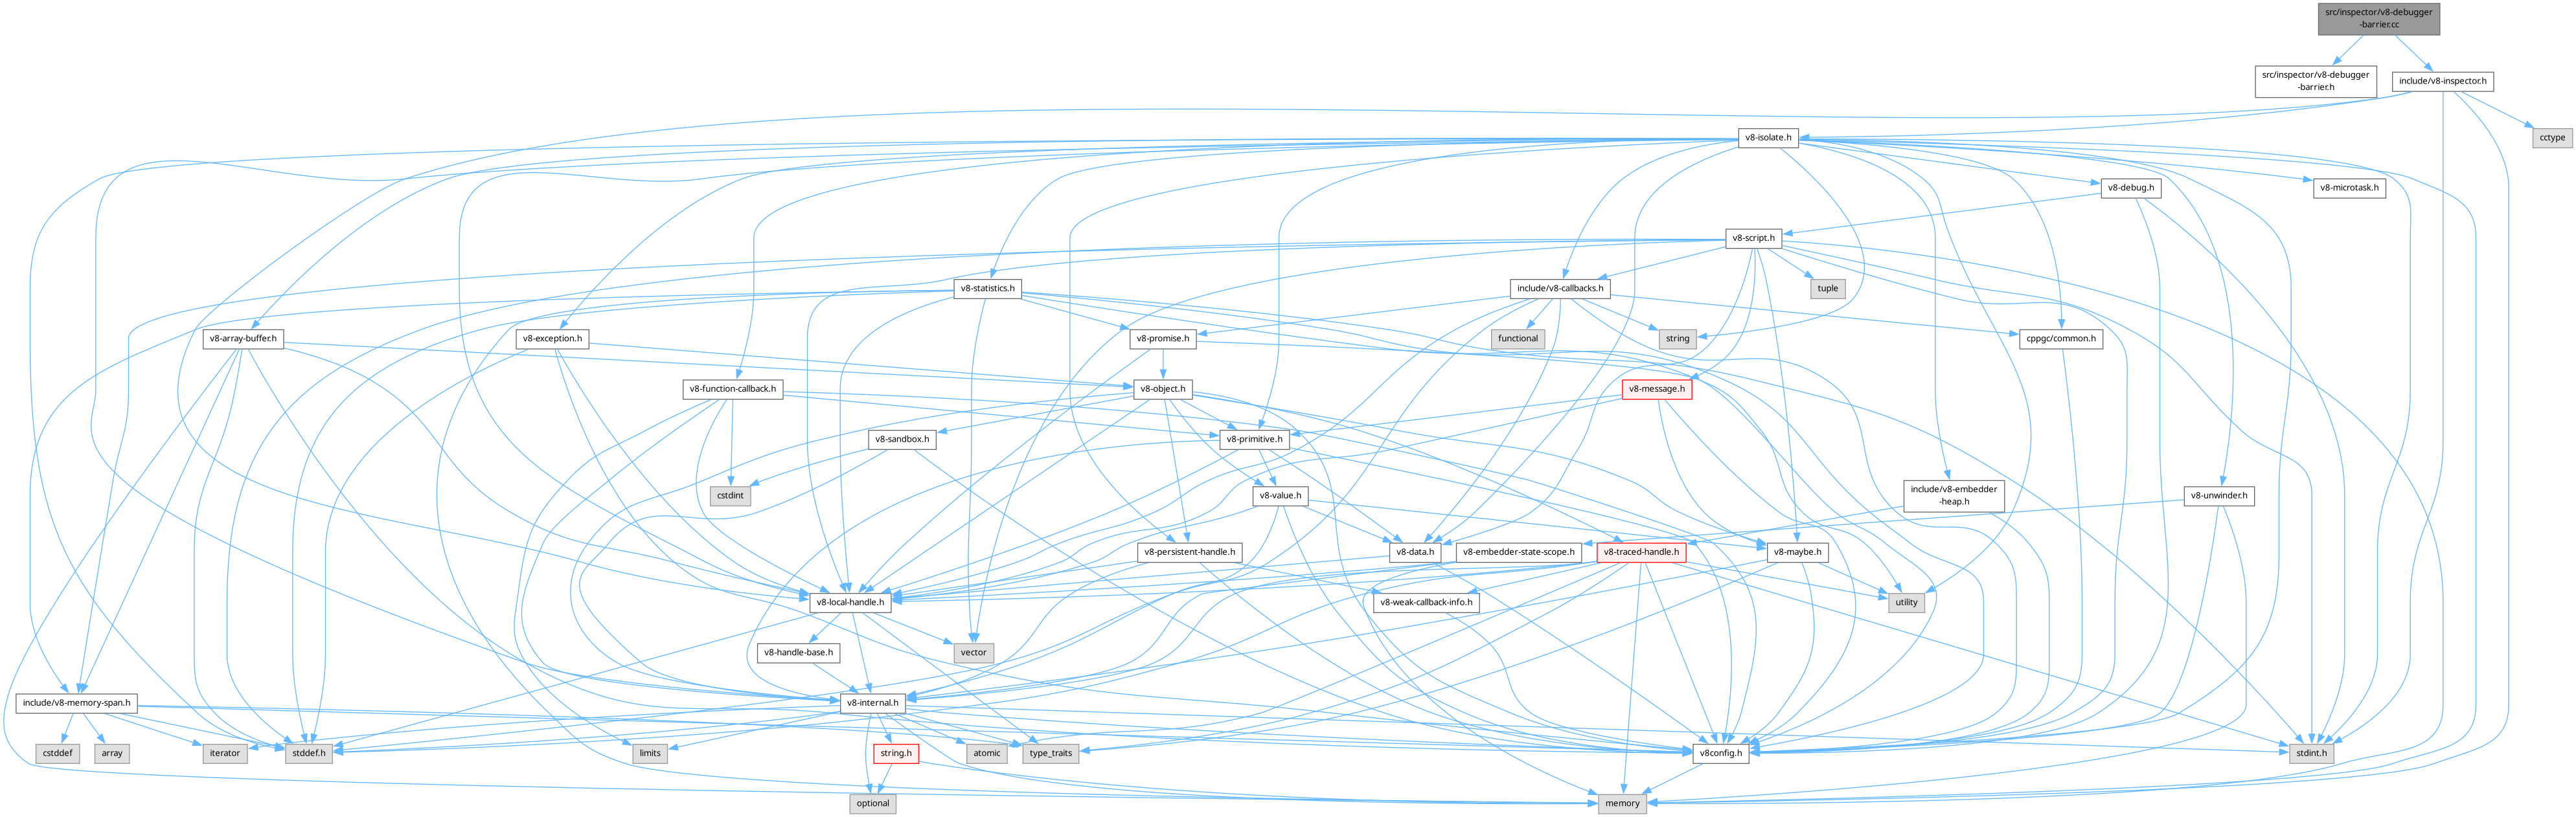 src/inspector/v8-debugger
-barrier.cc
src/inspector/v8-debugger
-barrier.h
include/v8-inspector.h
v8-isolate.h
cctype
v8-debug.h
v8-microtask.h
v8-script.h
v8-statistics.h
include/v8-callbacks.h
tuple
v8-array-buffer.h
v8-exception.h
v8-promise.h
functional
string
cppgc/common.h
v8-function-callback.h
v8-object.h
v8-message.h
v8-sandbox.h
v8-primitive.h
cstdint
v8-value.h
include/v8-embedder
-heap.h
v8-unwinder.h
v8-persistent-handle.h
v8-data.h
v8-embedder-state-scope.h
v8-traced-handle.h
v8-maybe.h
v8-local-handle.h
v8-weak-callback-info.h
utility
v8-handle-base.h
vector
include/v8-memory-span.h
v8-internal.h
cstddef
array
iterator
stddef.h
limits
string.h
atomic
type_traits
v8config.h
stdint.h
optional
memory